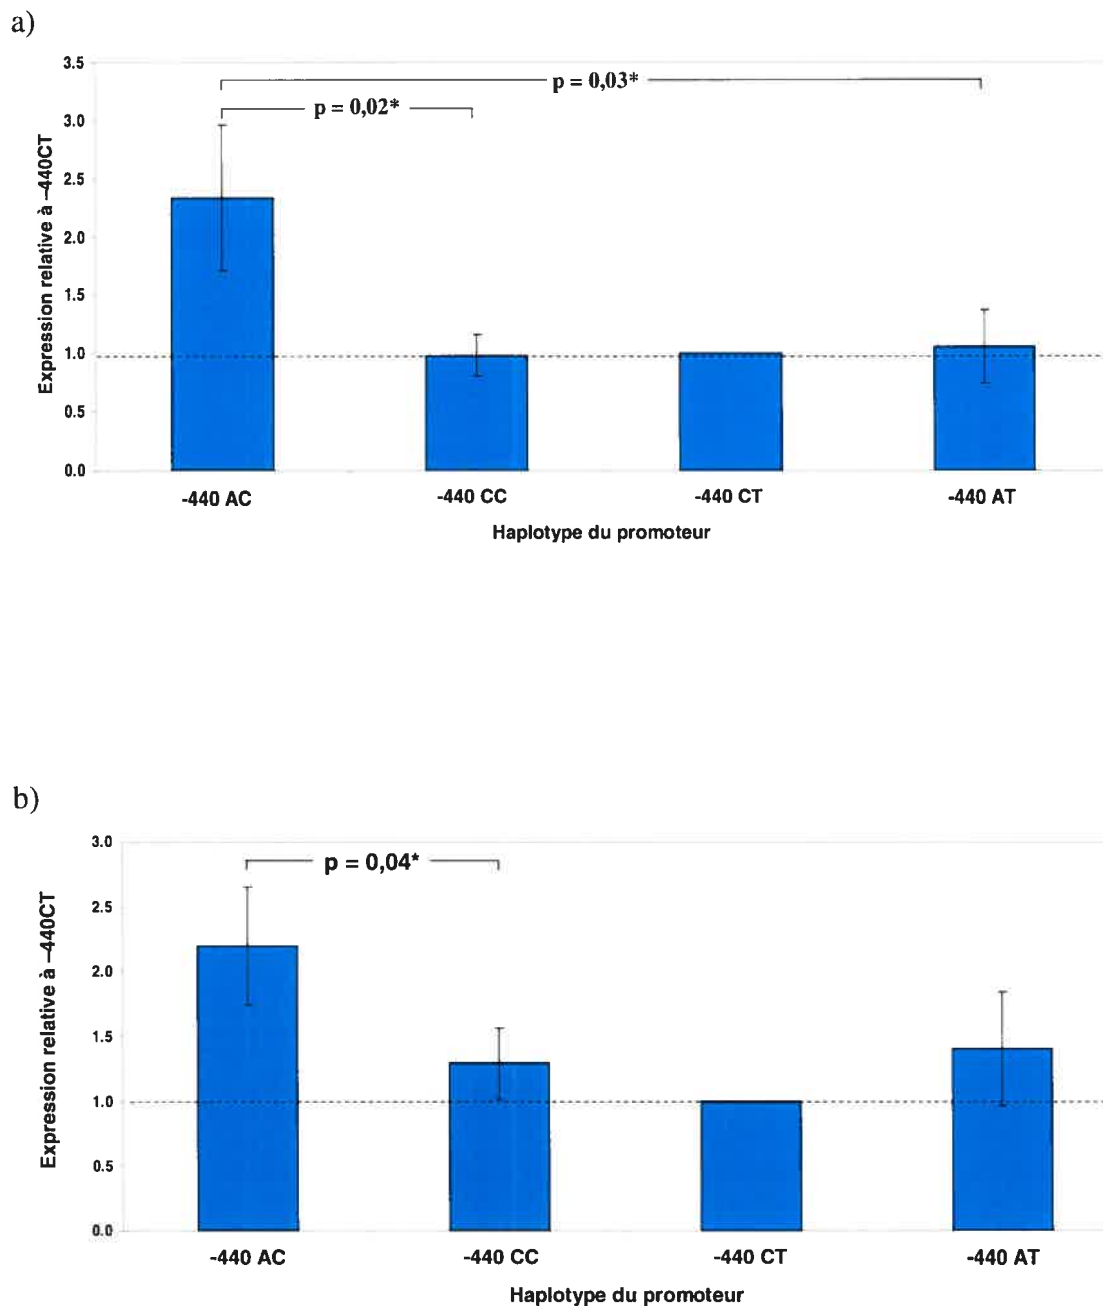 a)
3.5
p = 0,03*
p = 0,02*
3.0
2.5
2.0
1.5
1.0
0.5
0.0
Expression relative à –440CT
-440 AC
-440 CC
-440 CT
-440 AT
Haplotype du promoteur
b)
3.0
p = 0,04*
2.5
2.0
1.5
1.0
0.5
0.0
Expression relative à –440CT
-440 AC
-440 CC
-440 CT
-440 AT
Haplotype du promoteur